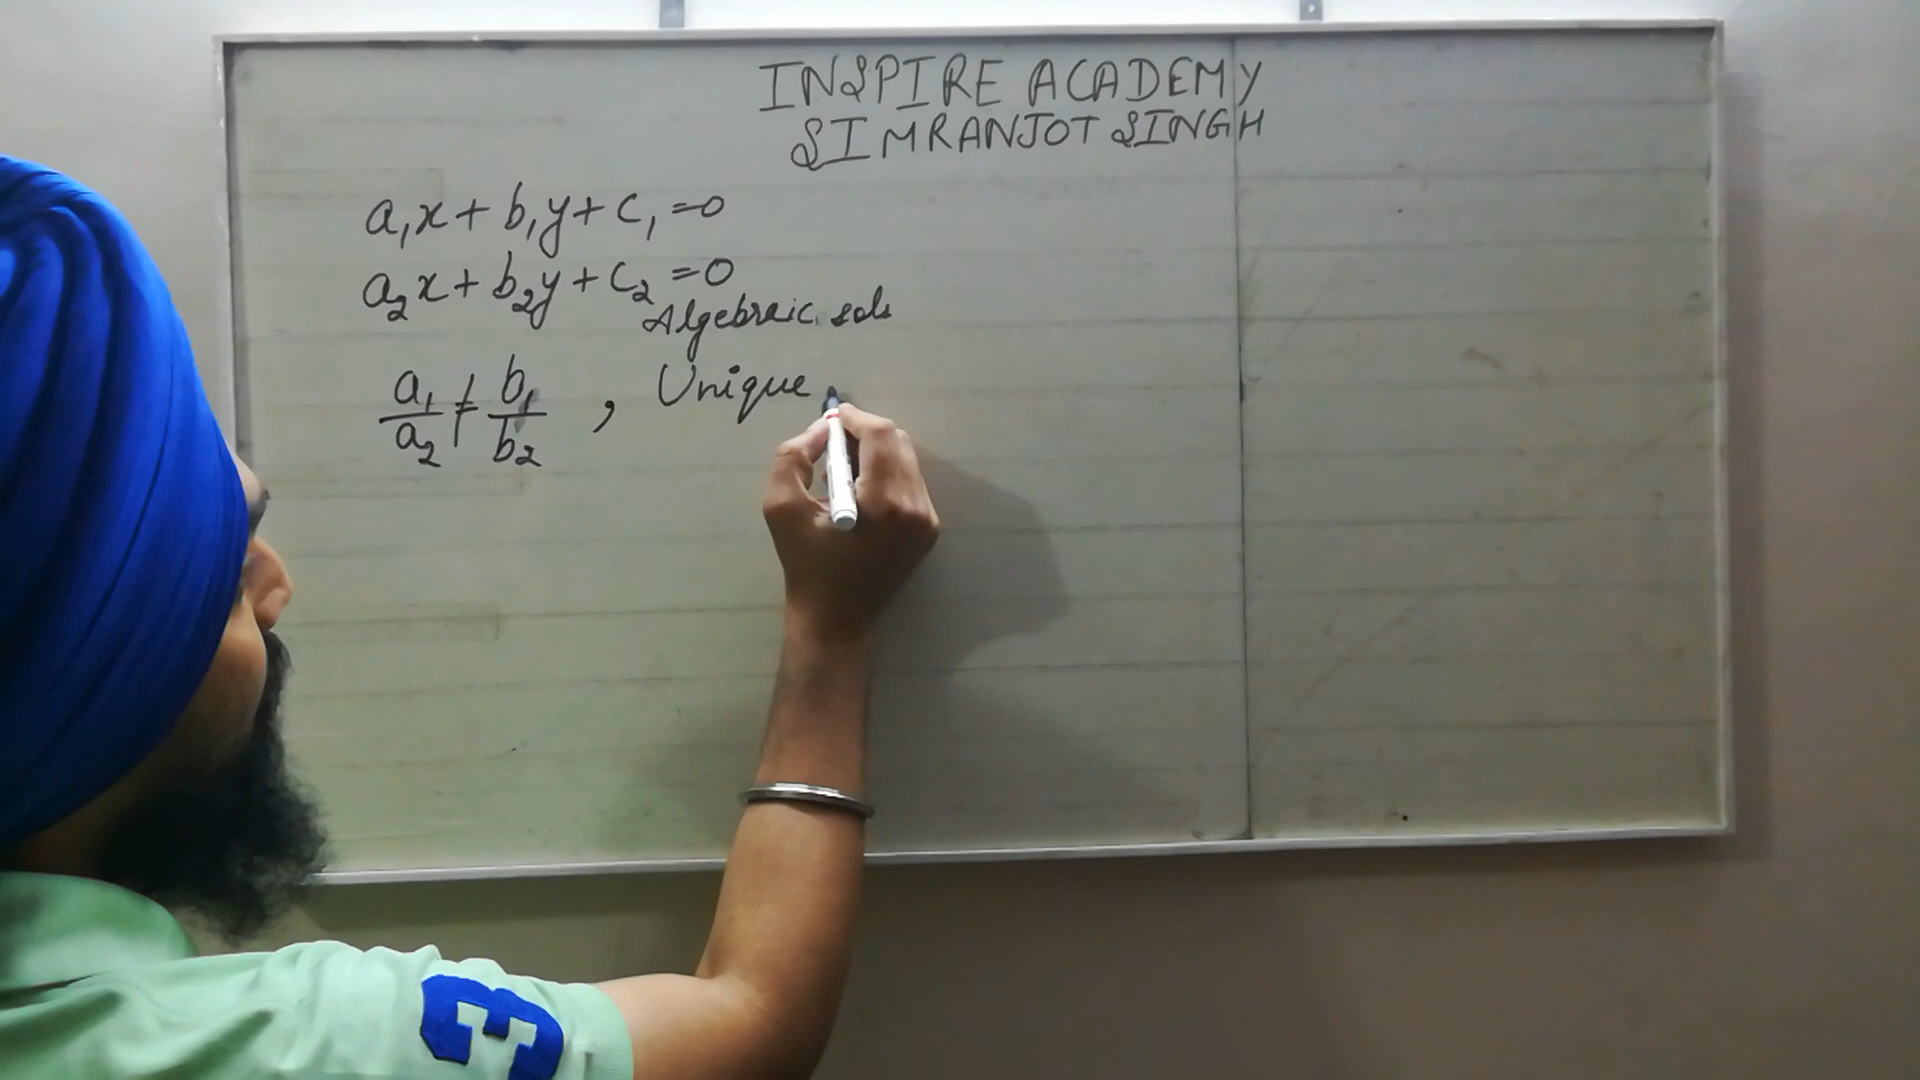 INSPIRE ACADEMY
SIMRANJOT SINGH
a₁x + b₁y + c₁ = 0
a₂x + b₂y + c₂ = 0
Algebraic sol
a₁/a₂ ≠ b₁/b₂ , Unique
3